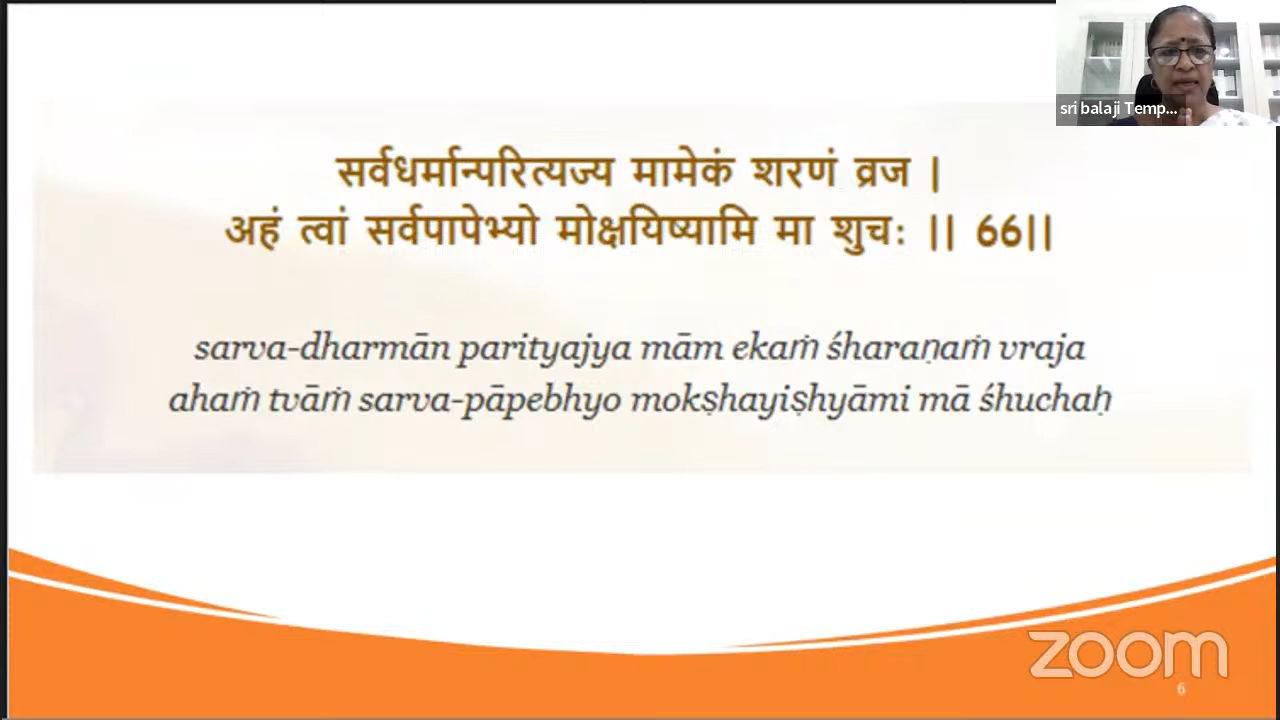 sri balaji Temp...
सर्वधर्मान्परित्यज्य मामेकं शरणं व्रज |
अहं त्वां सर्वपापेभ्यो मोक्षयिष्यामि मा शुचः || 66||
sarva-dharmān parityajya mām ekaṁ śharaṇaṁ vraja
ahaṁ tvāṁ sarva-pāpebhyo mokṣhayiṣhyāmi mā śhuchaḥ
zoom
6